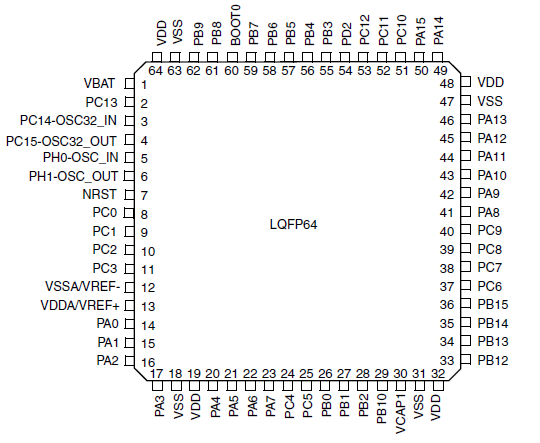 VDD VSS PB9 PB8 BOOT0 PB7 PB6 PB5 PB4 PB3 PD2 PC12 PC11 PC10 PA15 PA14
64 63 62 61 60 59 58 57 56 55 54 53 52 51 50 49
VBAT 1 48 VDD
PC13 2 47 VSS
PC14-OSC32_IN 3 46 PA13
PC15-OSC32_OUT 4 45 PA12
PH0-OSC_IN 5 44 PA11
PH1-OSC_OUT 6 43 PA10
NRST 7 42 PA9
PC0 8 41 PA8
LQFP64
PC1 9 40 PC9
PC2 10 39 PC8
PC3 11 38 PC7
VSSA/VREF- 12 37 PC6
VDDA/VREF+ 13 36 PB15
PA0 14 35 PB14
PA1 15 34 PB13
PA2 16 33 PB12
17 18 19 20 21 22 23 24 25 26 27 28 29 30 31 32
PA3 VSS VDD PA4 PA5 PA6 PA7 PC4 PC5 PB0 PB1 PB2 PB10 VCAP1 VSS VDD